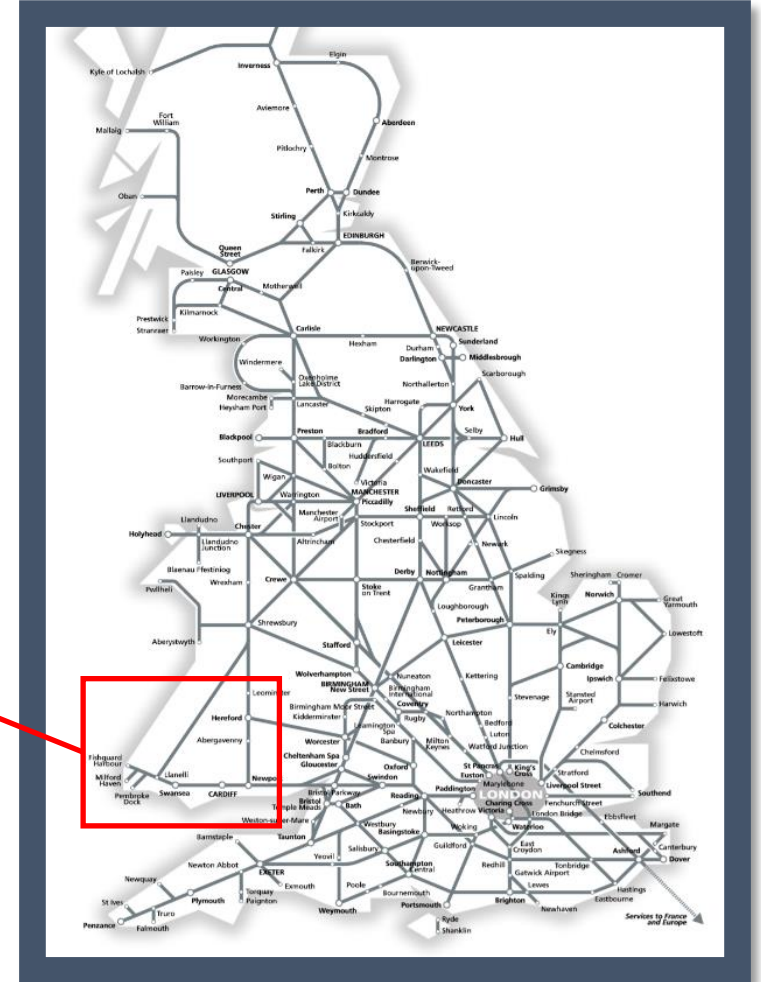 Elgin
Inverness
Kyle of Lochalsh
Aviemore
Fort
William
Aberdeen
Mallaig
Pitlochry
Montrose
Perth
Dundee
Oban
Stirling
Kirkcaldy
EDINBURGH
Queen
Street
Falkirk
Berwick-
upon-Tweed
Paisley
GLASGOW
Central
Motherwell
Kilmarnock
Prestwick
Stranraer
Carlisle
NEWCASTLE
Workington
Hexham
Durham
Sunderland
Darlington
Middlesbrough
Windermere
Oxenholme
Lake District
Scarborough
Barrow-in-Furness
Northallerton
Morecambe
Heysham Port
Lancaster
Harrogate
Skipton
York
Blackpool
Preston
Bradford
Selby
Blackburn
LEEDS
Hull
Huddersfield
Southport
Bolton
Wakefield
Wigan
Victoria
Doncaster
MANCHESTER
Grimsby
LIVERPOOL
Warrington
Piccadilly
Manchester
Airport
Sheffield
Retford
Lincoln
Llandudno
Chester
Stockport
Worksop
Holyhead
Llandudno
Junction
Altrincham
Chesterfield
Newark
Skegness
Blaenau Ffestiniog
Wrexham
Crewe
Derby
Nottingham
Spalding
Sheringham
Cromer
Pwllheli
Stoke
on Trent
Grantham
Kings
Lynn
Norwich
Great
Yarmouth
Loughborough
Shrewsbury
Peterborough
Aberystwyth
Ely
Lowestoft
Stafford
Leicester
Cambridge
Wolverhampton
Nuneaton
Kettering
BIRMINGHAM
New Street
Birmingham
International
Ipswich
Felixstowe
Leominster
Birmingham Moor Street
Coventry
Stevenage
Stansted
Airport
Harwich
Kidderminster
Rugby
Northampton
Hereford
Leamington
Spa
Bedford
Colchester
Abergavenny
Worcester
Banbury
Milton
Keynes
Luton
Watford Junction
Chelmsford
Cheltenham Spa
Fishguard
Harbour
Gloucester
Oxford
St Pancras
King's
Cross
Milford
Haven
Llanelli
Euston
Stratford
Newport
Swindon
Marylebone
Liverpool Street
Pembroke
Dock
Swansea
CARDIFF
Bristol Parkway
Reading
Paddington
LONDON
Southend
Bristol
Temple Meads
Bath
Newbury
Heathrow
Victoria
Charing Cross
Fenchurch Street
London Bridge
Ebbsfleet
Weston-super-Mare
Westbury
Basingstoke
Woking
Waterloo
Margate
Barnstaple
Taunton
Salisbury
Guildford
East
Croydon
Canterbury
Newton Abbot
Yeovil
Southampton
Central
Redhill
Tonbridge
Ashford
Dover
EXETER
Gatwick Airport
Newquay
Exmouth
Poole
Bournemouth
Lewes
Hastings
St Ives
Plymouth
Torquay
Paignton
Weymouth
Portsmouth
Brighton
Newhaven
Eastbourne
Truro
Penzance
Falmouth
Ryde
Shanklin
Services to France
and Europe